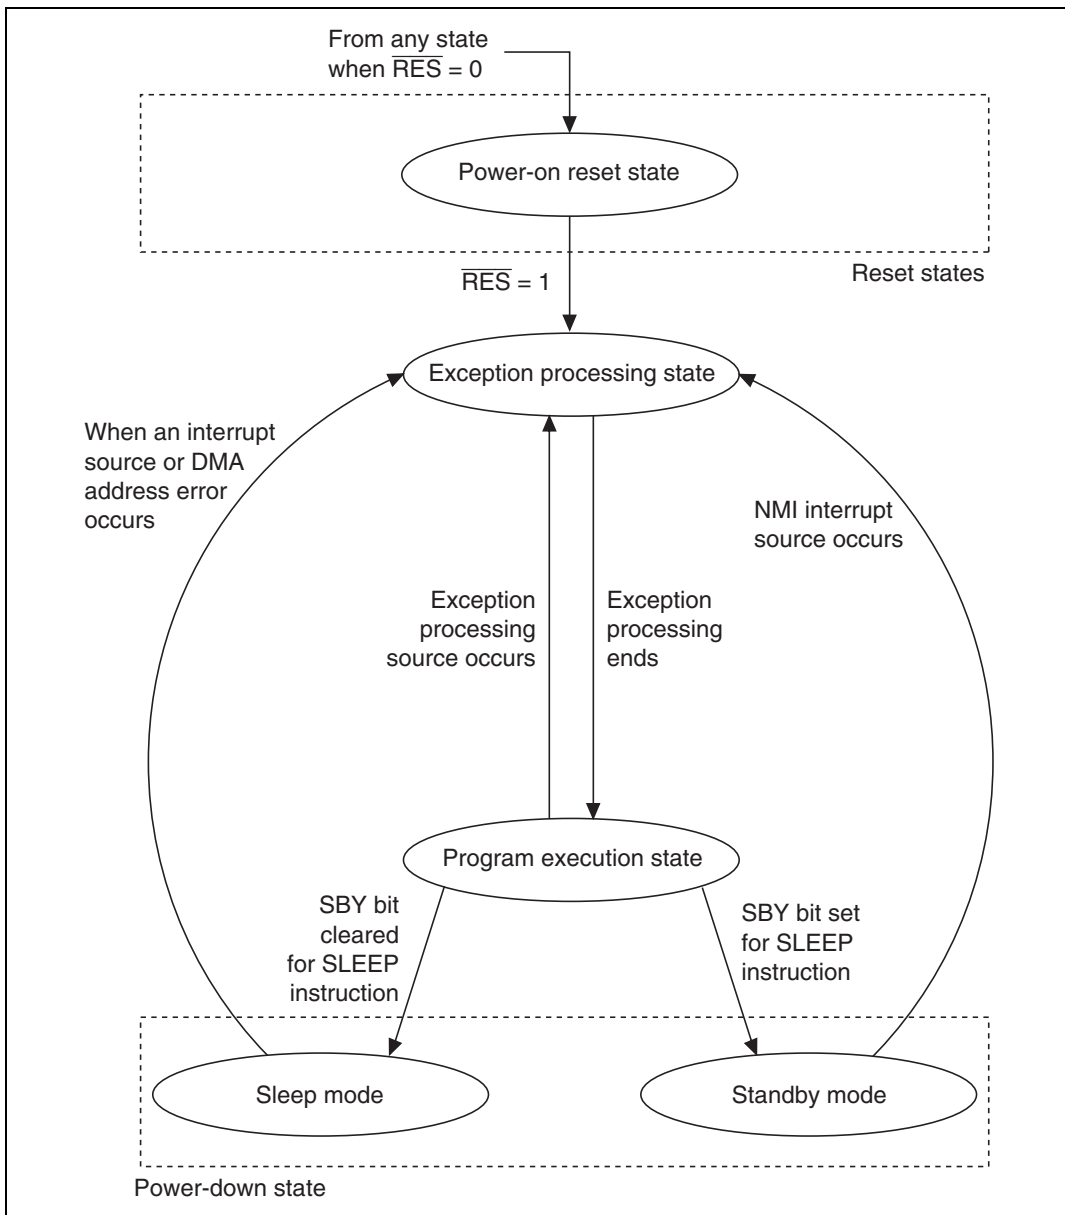 From any state
when R̅E̅S̅ = 0
Power-on reset state
R̅E̅S̅ = 1
Reset states
Exception processing state
When an interrupt
source or DMA
address error
occurs
NMI interrupt
source occurs
Exception
processing
source occurs
Exception
processing
ends
Program execution state
SBY bit
cleared
for SLEEP
instruction
SBY bit set
for SLEEP
instruction
Sleep mode
Standby mode
Power-down state